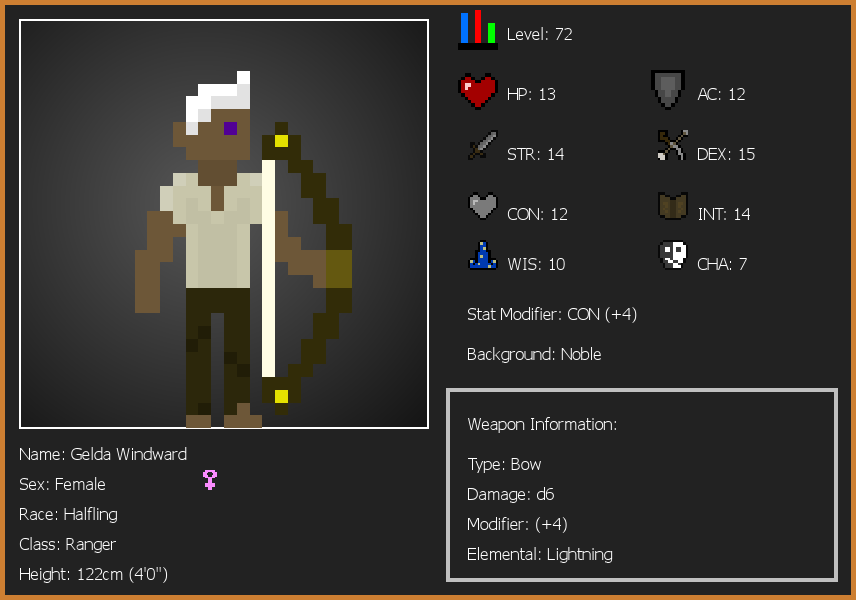 Level: 72
HP: 13
AC: 12
STR: 14
DEX: 15
CON: 12
INT: 14
WIS: 10
CHA: 7
Stat Modifier: CON (+4)
Background: Noble
Weapon Information:
Type: Bow
Damage: d6
Modifier: (+4)
Elemental: Lightning
Name: Gelda Windward
Sex: Female
Race: Halfling
Class: Ranger
Height: 122cm (4'0")